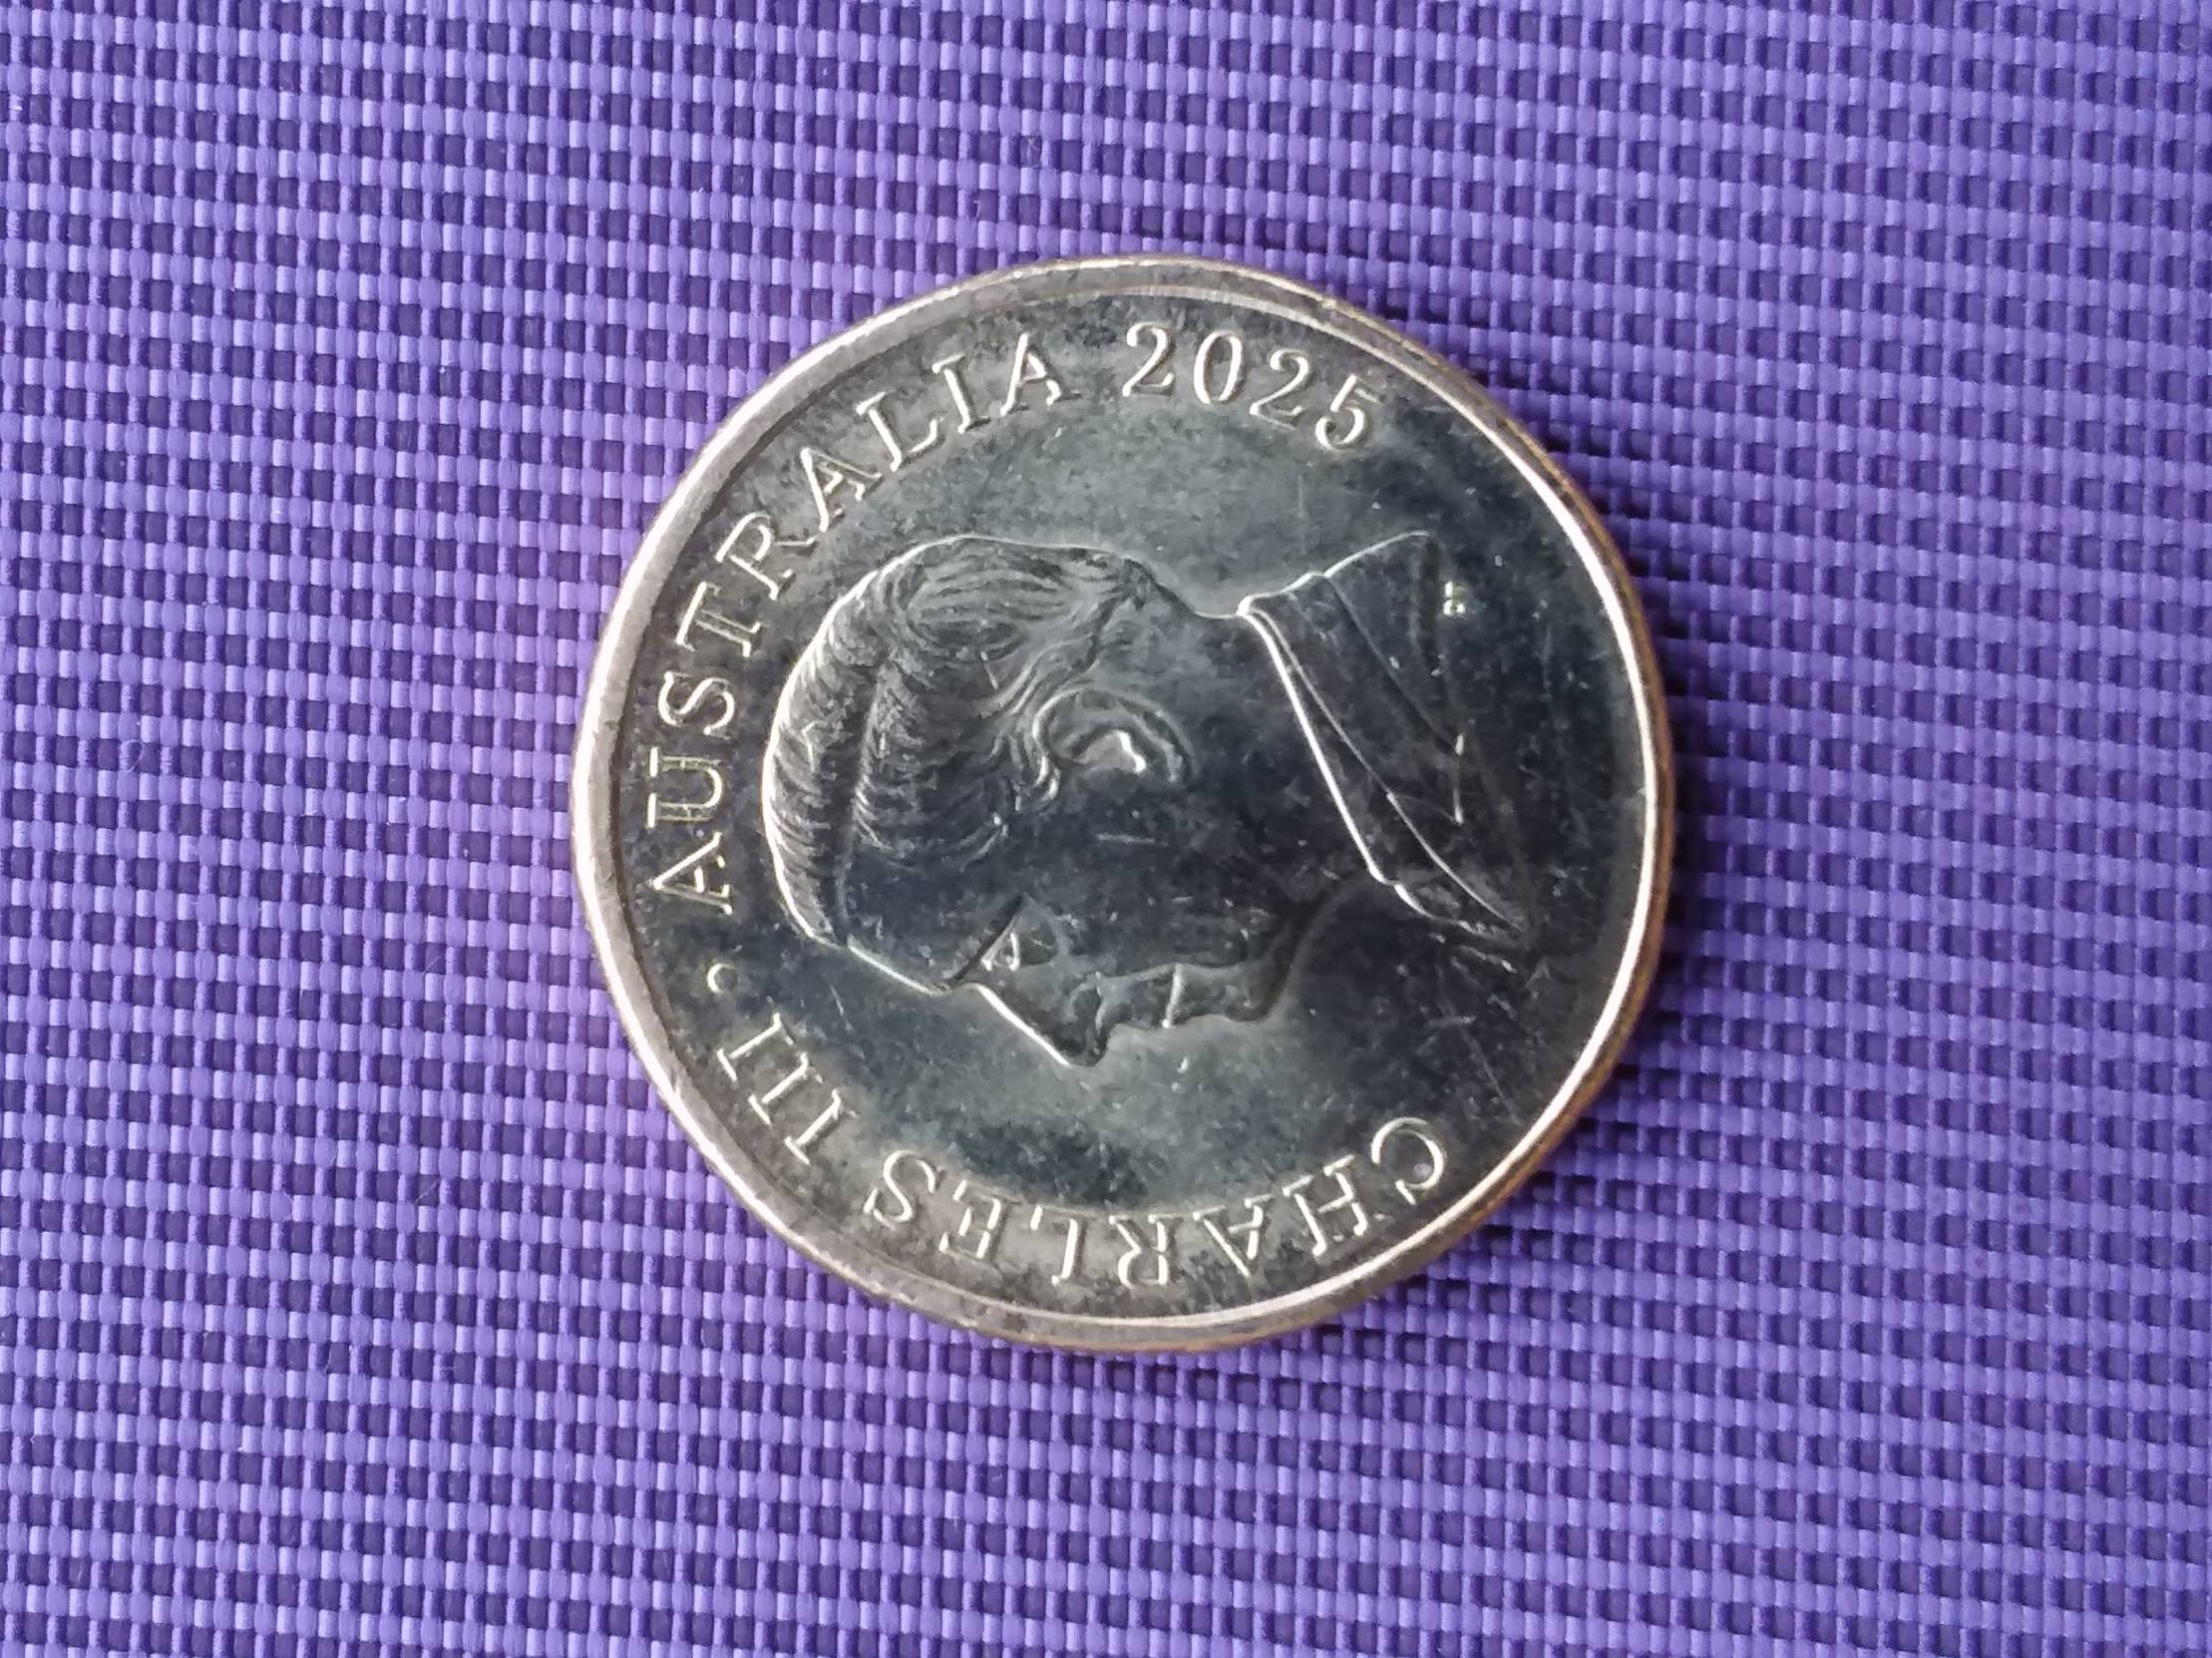 CHARLES III • AUSTRALIA 2025